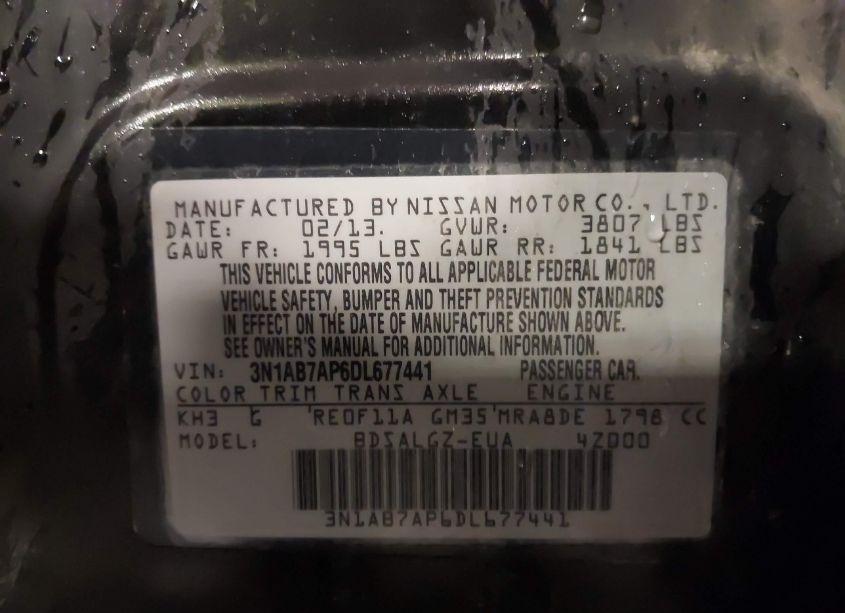 MANUFACTURED BY NISSAN MOTOR CO., LTD.
DATE: 02/13. GVWR: 3807 LBS
GAWR FR: 1995 LBS GAWR RR: 1841 LBS
THIS VEHICLE CONFORMS TO ALL APPLICABLE FEDERAL MOTOR
VEHICLE SAFETY, BUMPER AND THEFT PREVENTION STANDARDS
IN EFFECT ON THE DATE OF MANUFACTURE SHOWN ABOVE.
SEE OWNER'S MANUAL FOR ADDITIONAL INFORMATION.
VIN: 3N1AB7AP6DL677441 PASSENGER CAR.
COLOR TRIM TRANS AXLE ENGINE
KH3 G RE0F11A GM35 MRA8DE 1798 CC
MODEL: BDSALGZ-EUA 4Z000
3N1AB7AP6DL677441